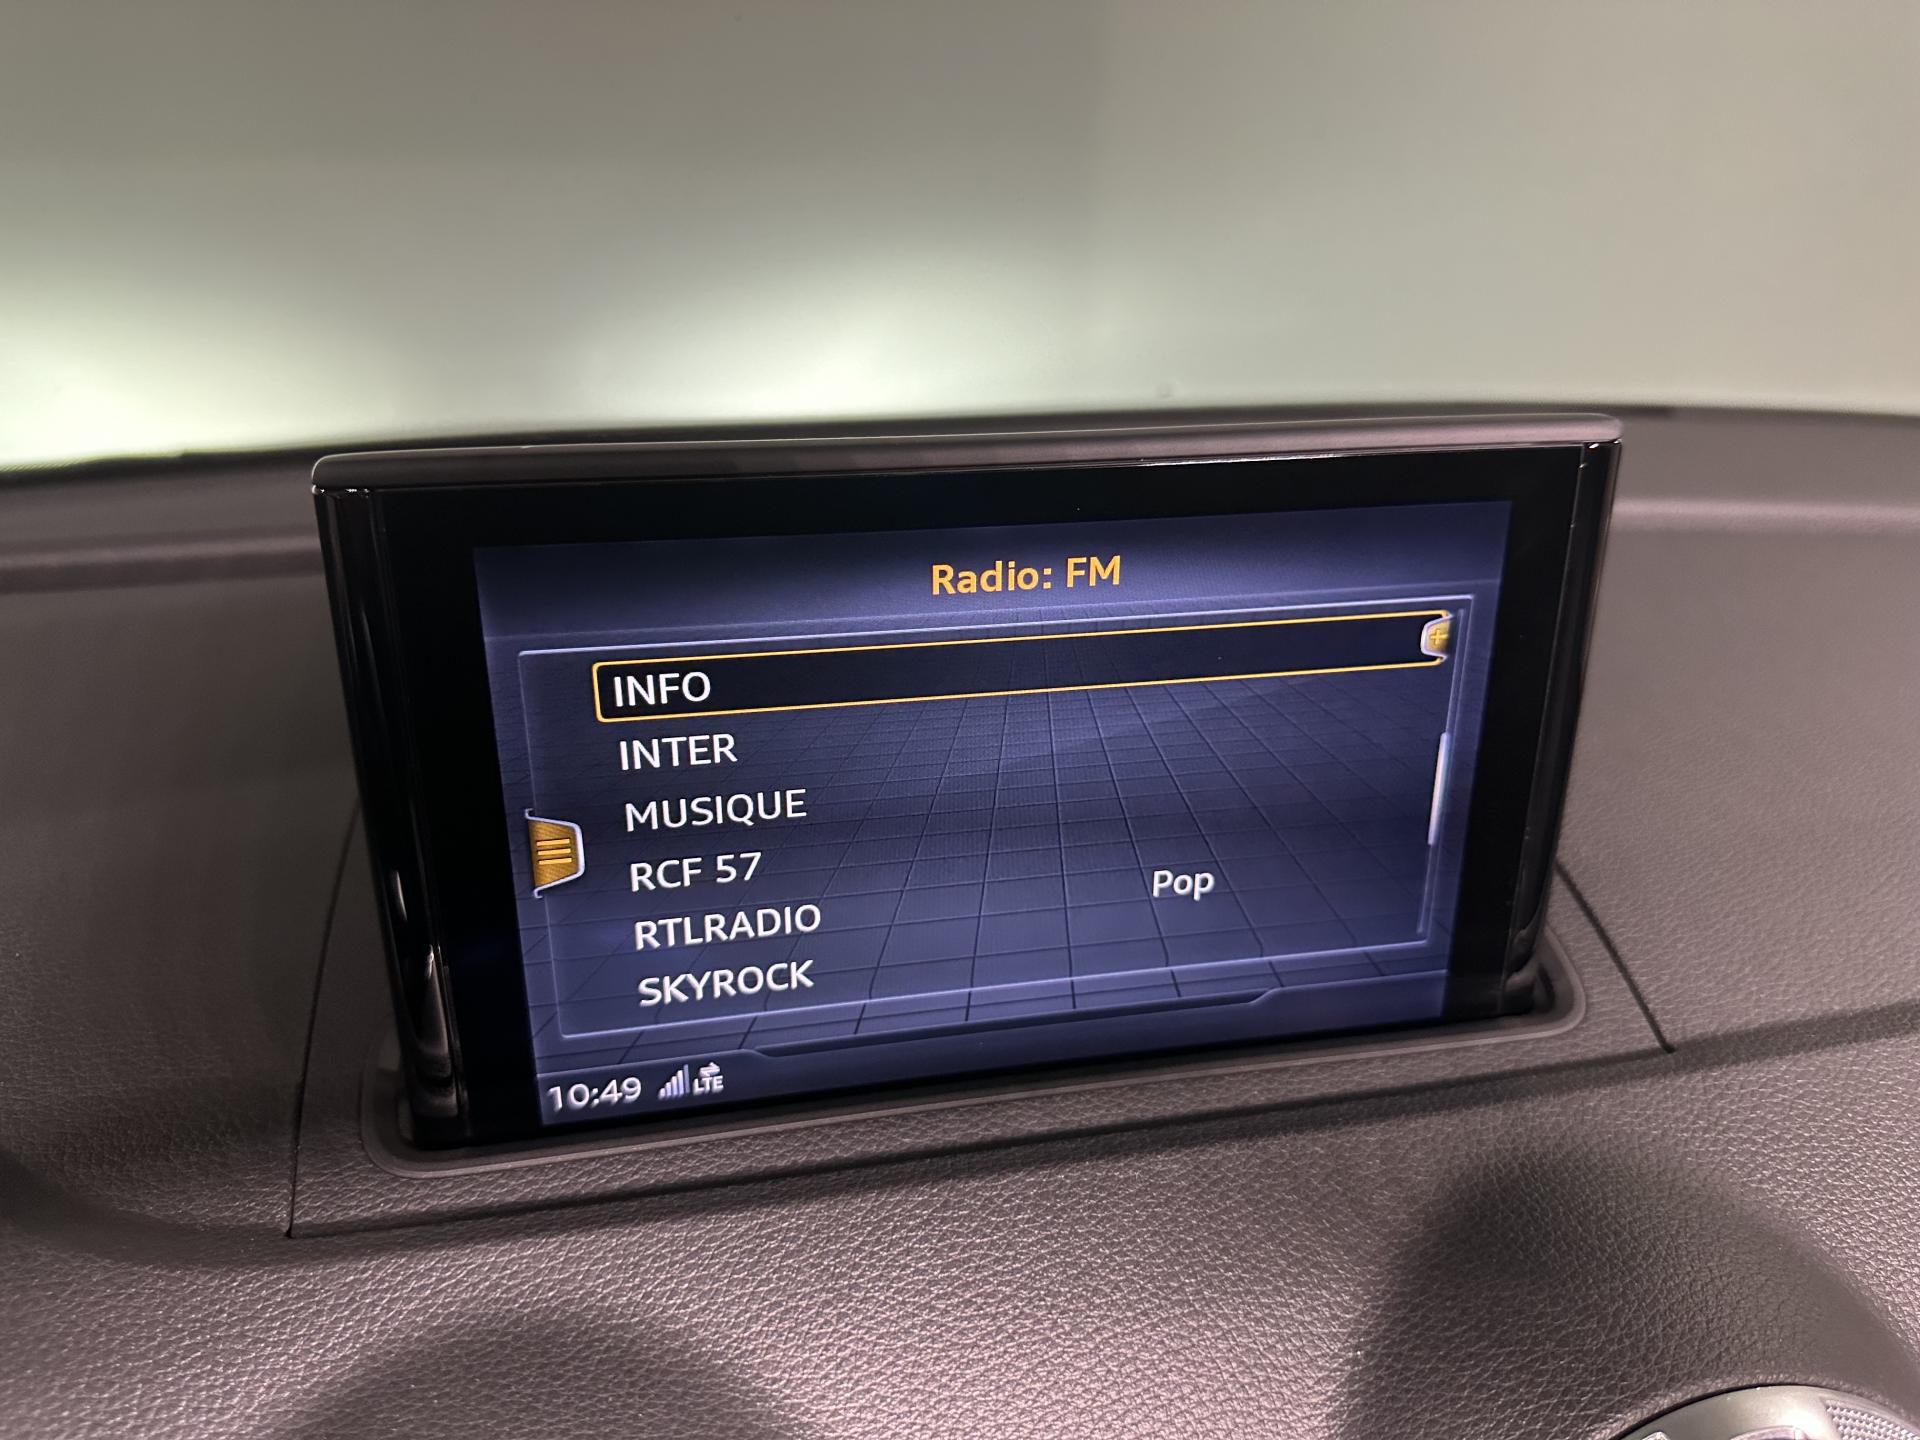 Radio: FM
INFO
INTER
MUSIQUE
RCF 57
RTLRADIO Pop
SKYROCK
10:49 LTE